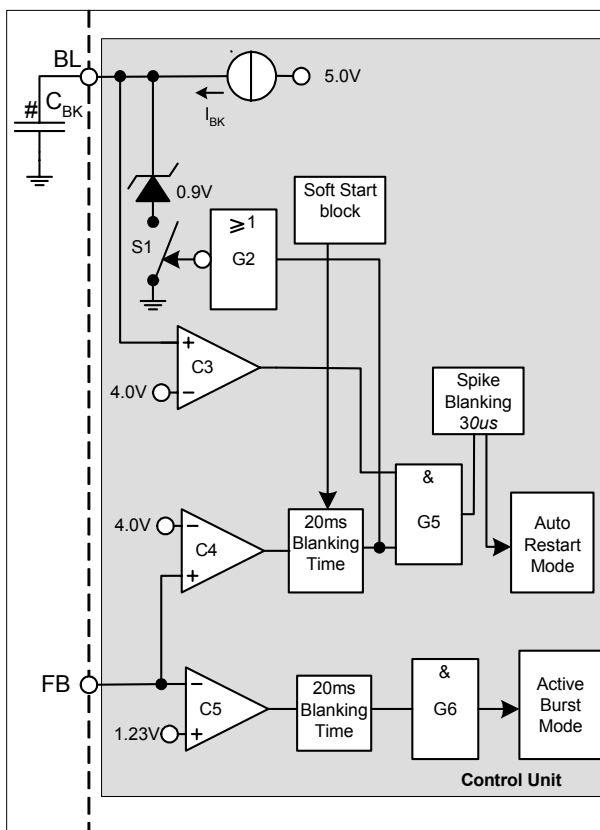 BL
5.0V
#
C_BK
I_BK
0.9V
Soft Start
block
S1
≥1
G2
+
C3
4.0V
−
Spike
Blanking
30us
&
G5
4.0V
−
C4
+
20ms
Blanking
Time
Auto
Restart
Mode
FB
−
C5
1.23V
+
20ms
Blanking
Time
&
G6
Active
Burst
Mode
Control Unit